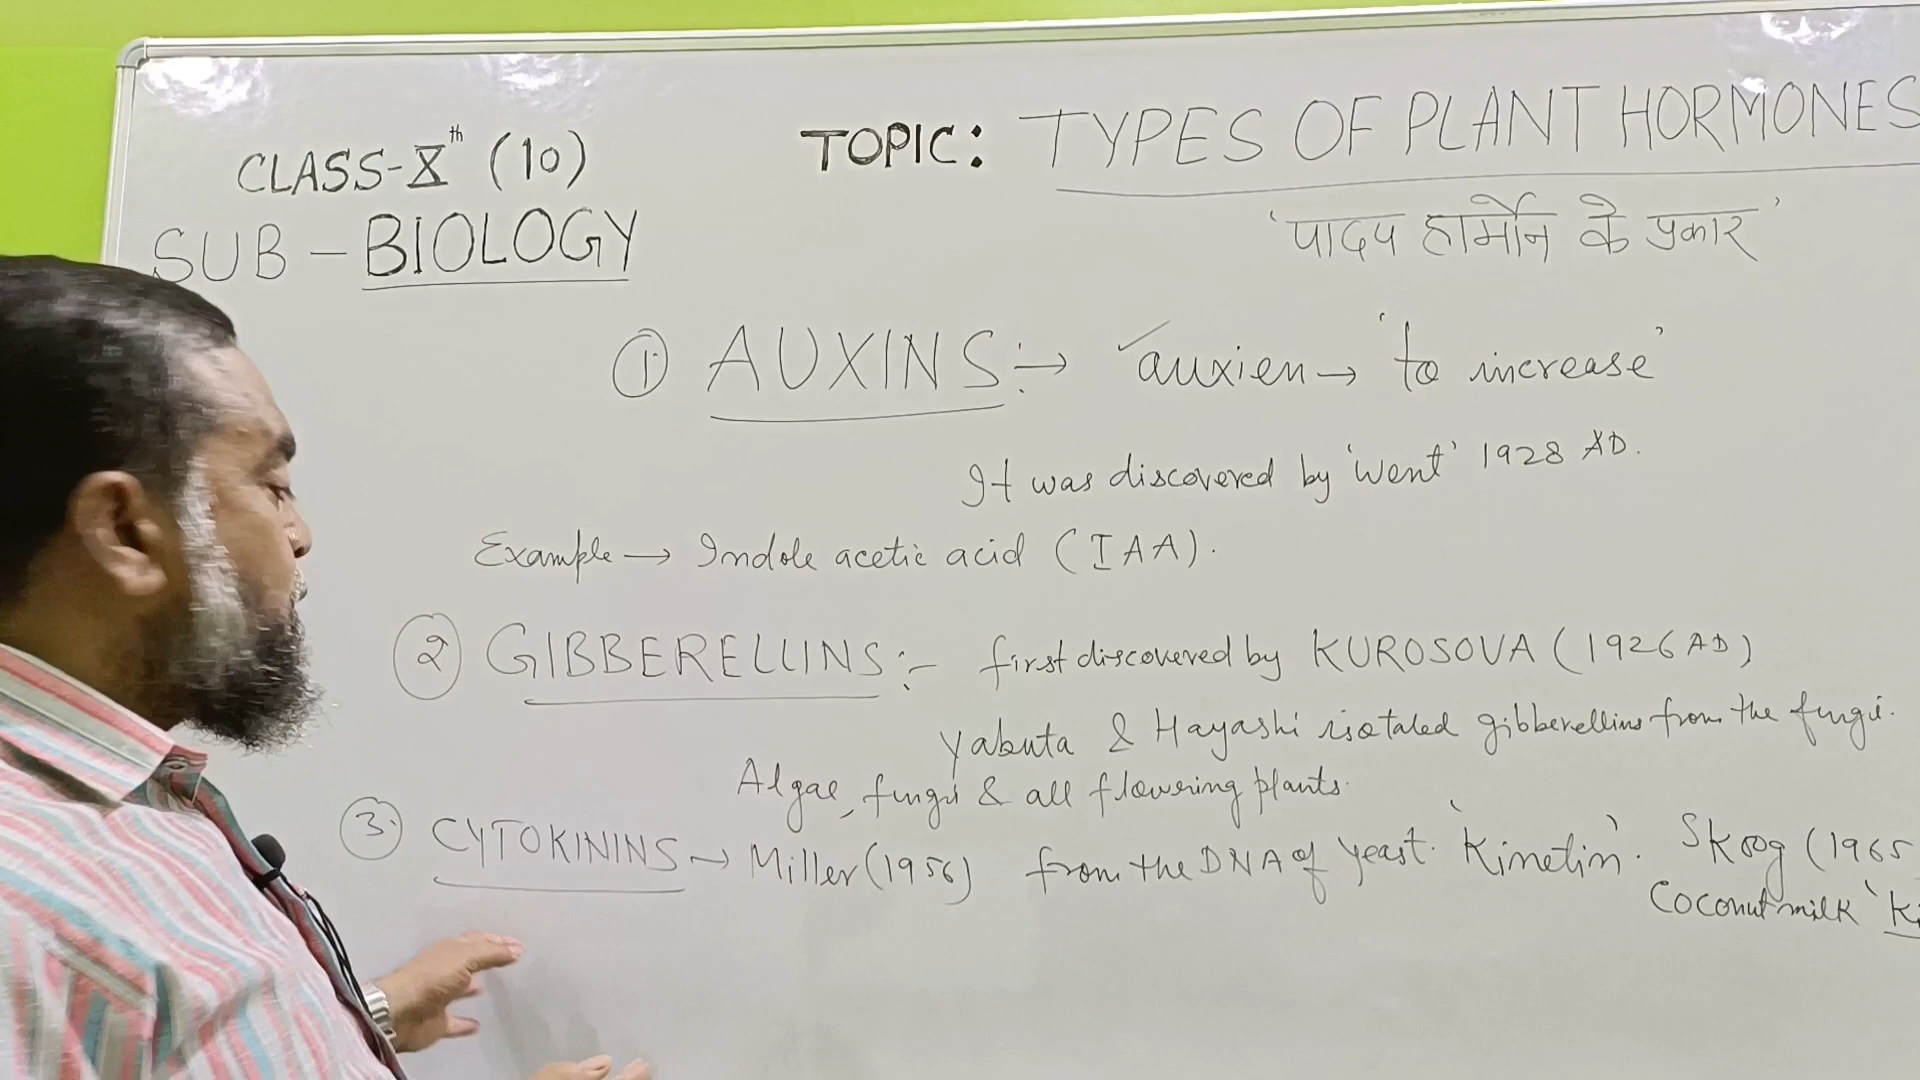 CLASS-Xth (10)
TOPIC: TYPES OF PLANT HORMONES
SUB - BIOLOGY
'पादप हार्मोन के प्रकार'
① AUXINS :→ auxien → 'to increase'
It was discovered by 'Went' 1928 AD.
Example → Indole acetic acid (IAA).
② GIBBERELLINS :- first discovered by KUROSOVA (1926 AD)
Yabuta & Hayashi isotaled gibberellins from the fungi.
Algae, fungi & all flowering plants.
③ CYTOKININS → Miller (1956) from the DNA of yeast. 'Kinetin'. Skoog (1965
Coconut milk